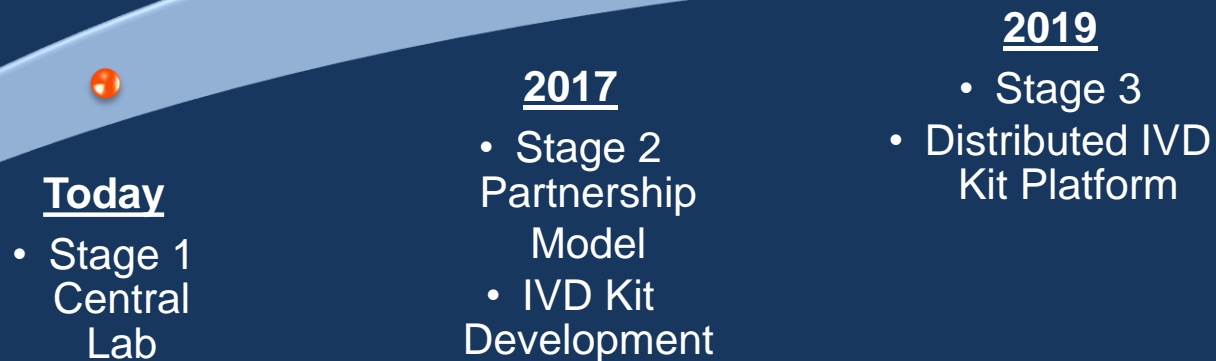 Today
• Stage 1
Central
Lab
2017
• Stage 2
Partnership
Model
• IVD Kit
Development
2019
• Stage 3
• Distributed IVD
Kit Platform